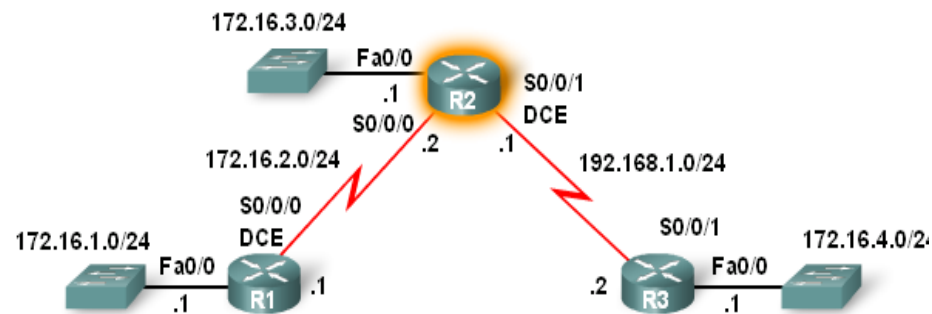 172.16.3.0/24
Fa0/0
.1
R2
S0/0/1
DCE
S0/0/0
.2
.1
172.16.2.0/24
192.168.1.0/24
S0/0/0
DCE
172.16.1.0/24
Fa0/0
.1
R1
.1
S0/0/1
172.16.4.0/24
Fa0/0
.2
R3
.1